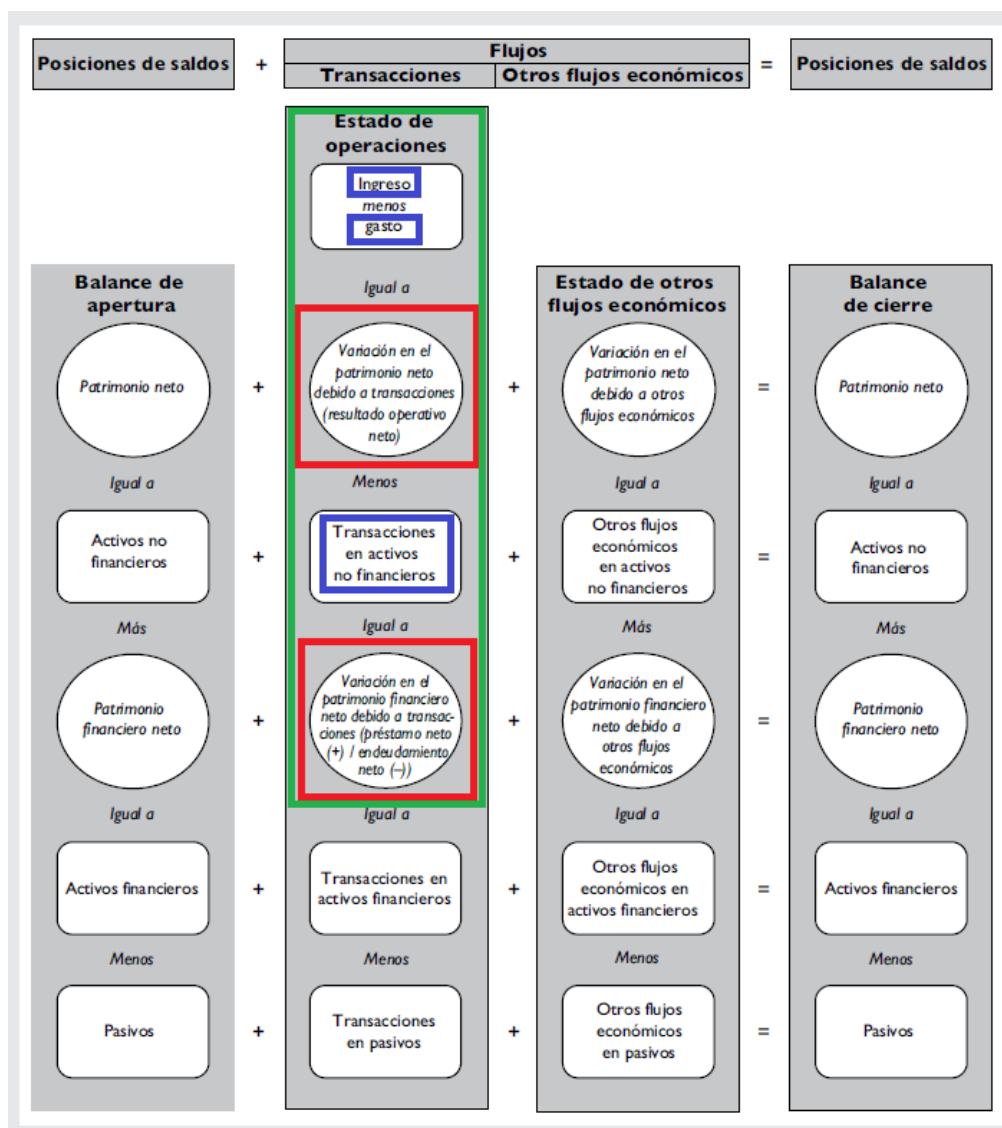 Posiciones de saldos
+
Flujos
Transacciones
Otros flujos económicos
=
Posiciones de saldos
Estado de
operaciones
Ingreso
menos
gasto
Igual a
Balance de
apertura
Patrimonio neto
Igual a
Activos no
financieros
Más
Patrimonio
financiero neto
Igual a
Activos financieros
Menos
Pasivos
+
+
+
+
+
Variación en el
patrimonio neto
debido a transacciones
(resultado operativo
neto)
Menos
Transacciones
en activos
no financieros
Igual a
Variación en el
patrimonio financiero
neto debido a transac-
ciones (préstamo neto
(+) / endeudamiento
neto (–))
Igual a
Transacciones en
activos financieros
Menos
Transacciones
en pasivos
+
+
+
+
+
Estado de otros
flujos económicos
Variación en el
patrimonio neto
debido a otros
flujos económicos
Igual a
Otros flujos
económicos
en activos
no financieros
Más
Variación en el
patrimonio financiero
neto debido a
otros flujos
económicos
Igual a
Otros flujos
económicos en
activos financieros
Menos
Otros flujos
económicos
en pasivos
=
=
=
=
=
Balance
de cierre
Patrimonio neto
Igual a
Activos no
financieros
Más
Patrimonio
financiero neto
Igual a
Activos financieros
Menos
Pasivos